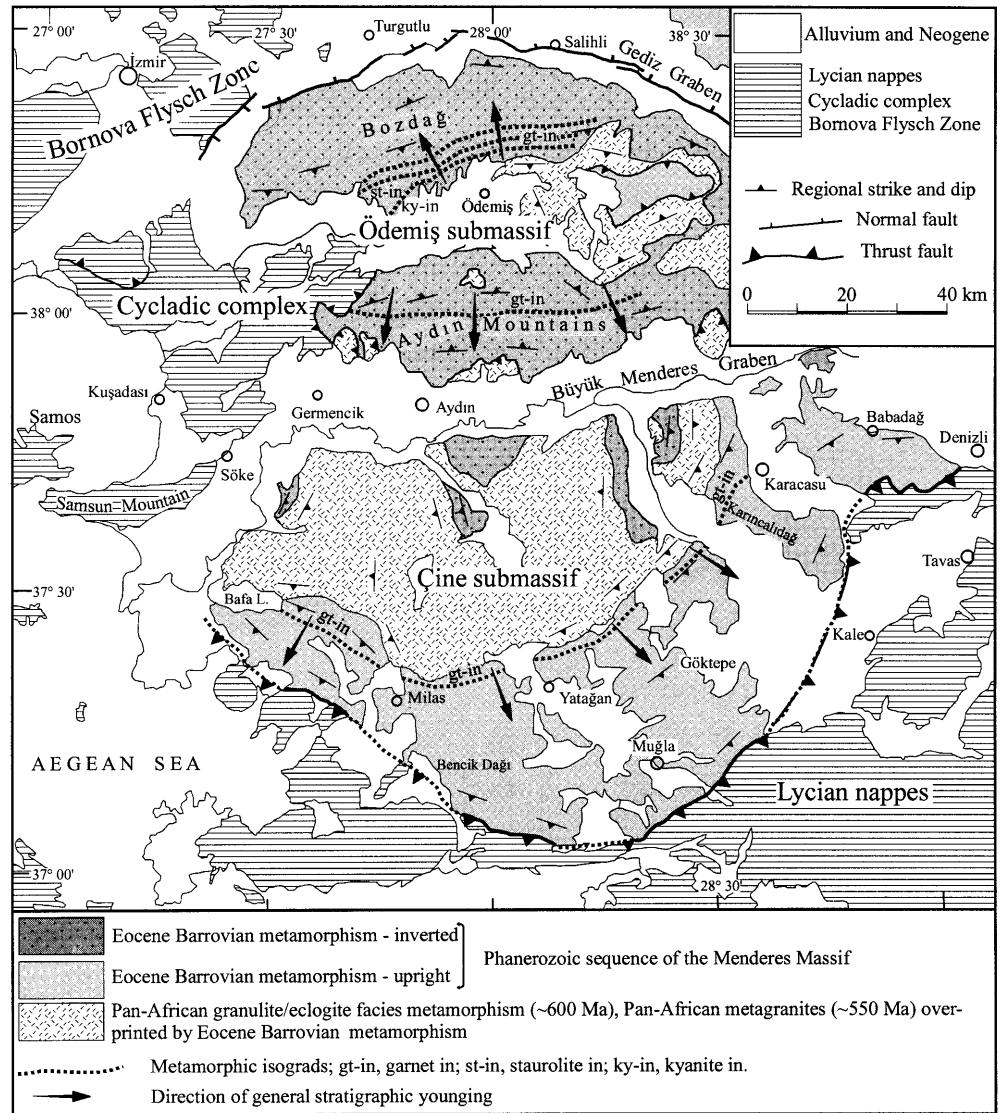 27° 00′
27° 30′
Turgutlu
28° 00′
Salihli
38° 30′
Gediz Graben
İzmir
Bornova Flysch Zone
Bozdağ
gt-in
st-in
ky-in
Ödemiş
Ödemiş submassif
Alluvium and Neogene
Lycian nappes
Cycladic complex
Bornova Flysch Zone
Regional strike and dip
Normal fault
Thrust fault
0 20 40 km
38° 00′
Cycladic complex
gt-in
Aydın Mountains
Büyük Menderes Graben
Kuşadası
Germencik
Aydın
Samos
Babadağ
Denizli
Söke
Karacasu
Samsun Mountain
gt-in
Karıncalıdağ
Tavas
Çine submassif
37° 30′
Bafa L.
gt-in
Kale
gt-in
Göktepe
Milas
Yatağan
Muğla
AEGEAN SEA
Bencik Dağı
Lycian nappes
37° 00′
28° 30′
Eocene Barrovian metamorphism - inverted
Eocene Barrovian metamorphism - upright
Phanerozoic sequence of the Menderes Massif
Pan-African granulite/eclogite facies metamorphism (~600 Ma), Pan-African metagranites (~550 Ma) over-
printed by Eocene Barrovian metamorphism
Metamorphic isograds; gt-in, garnet in; st-in, staurolite in; ky-in, kyanite in.
Direction of general stratigraphic younging